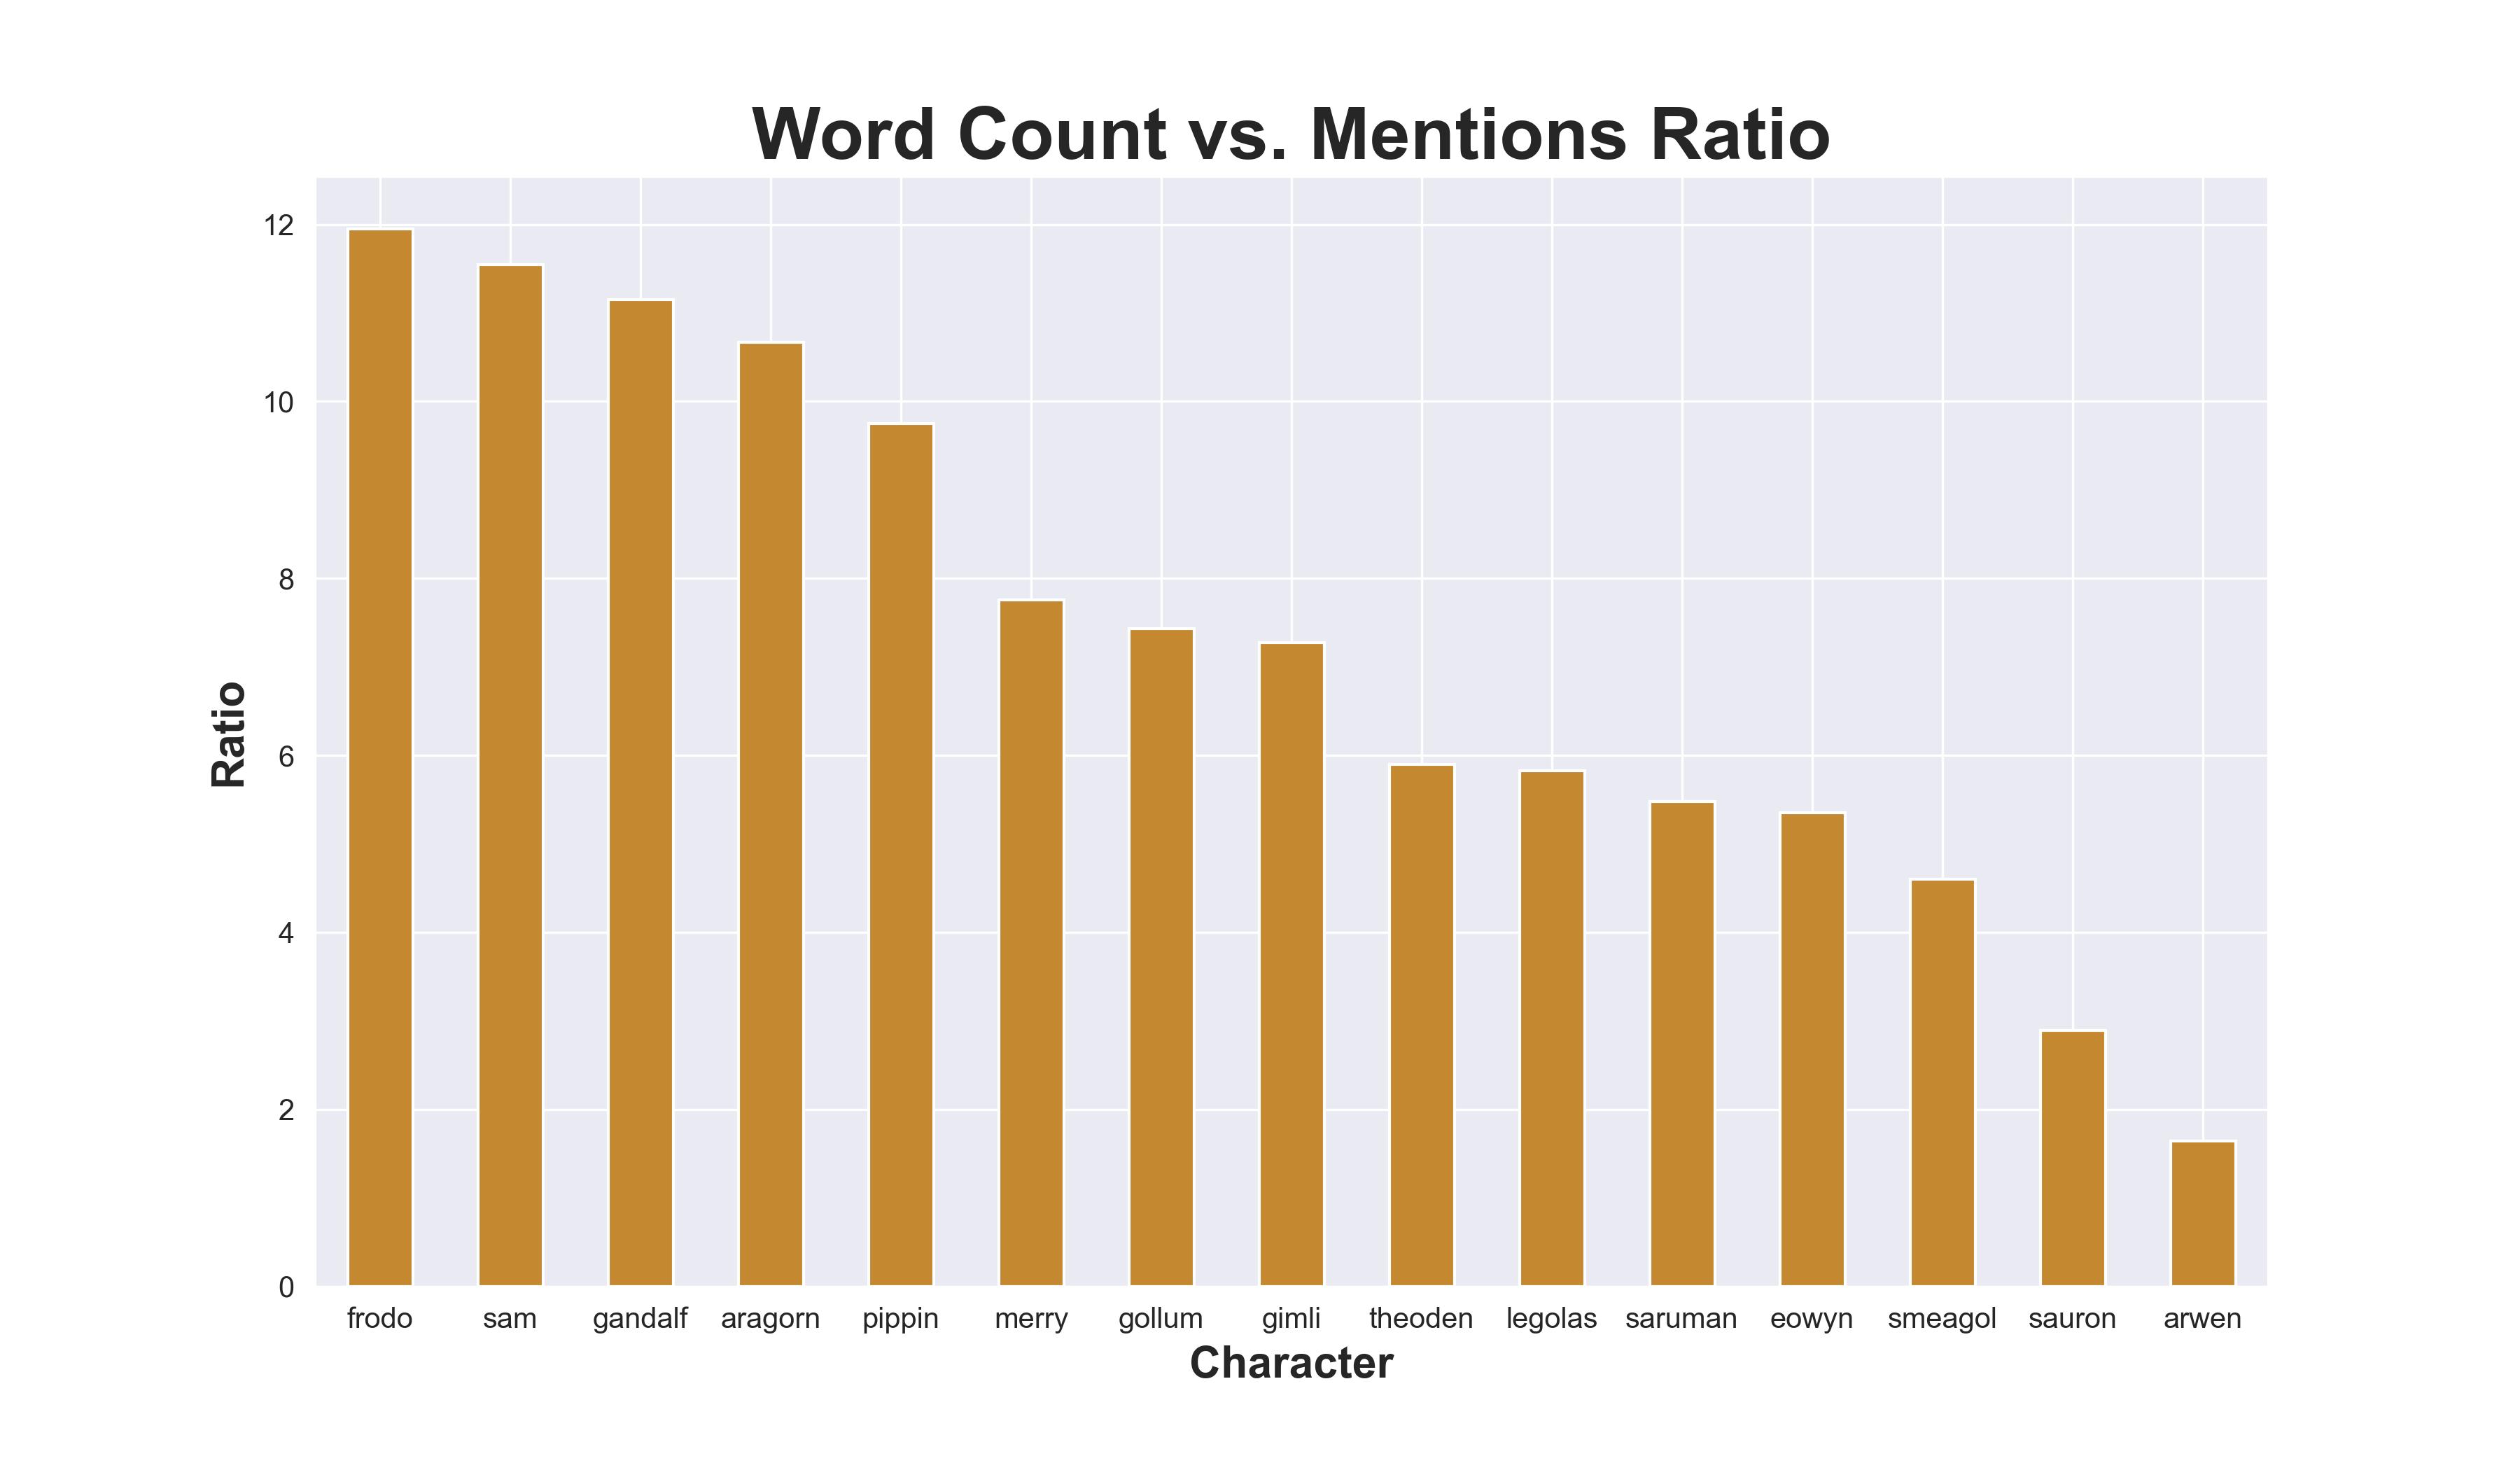 Word Count vs. Mentions Ratio
12
10
8
6
4
2
0
Ratio
frodo sam gandalf aragorn pippin merry gollum gimli theoden legolas saruman eowyn smeagol sauron arwen
Character